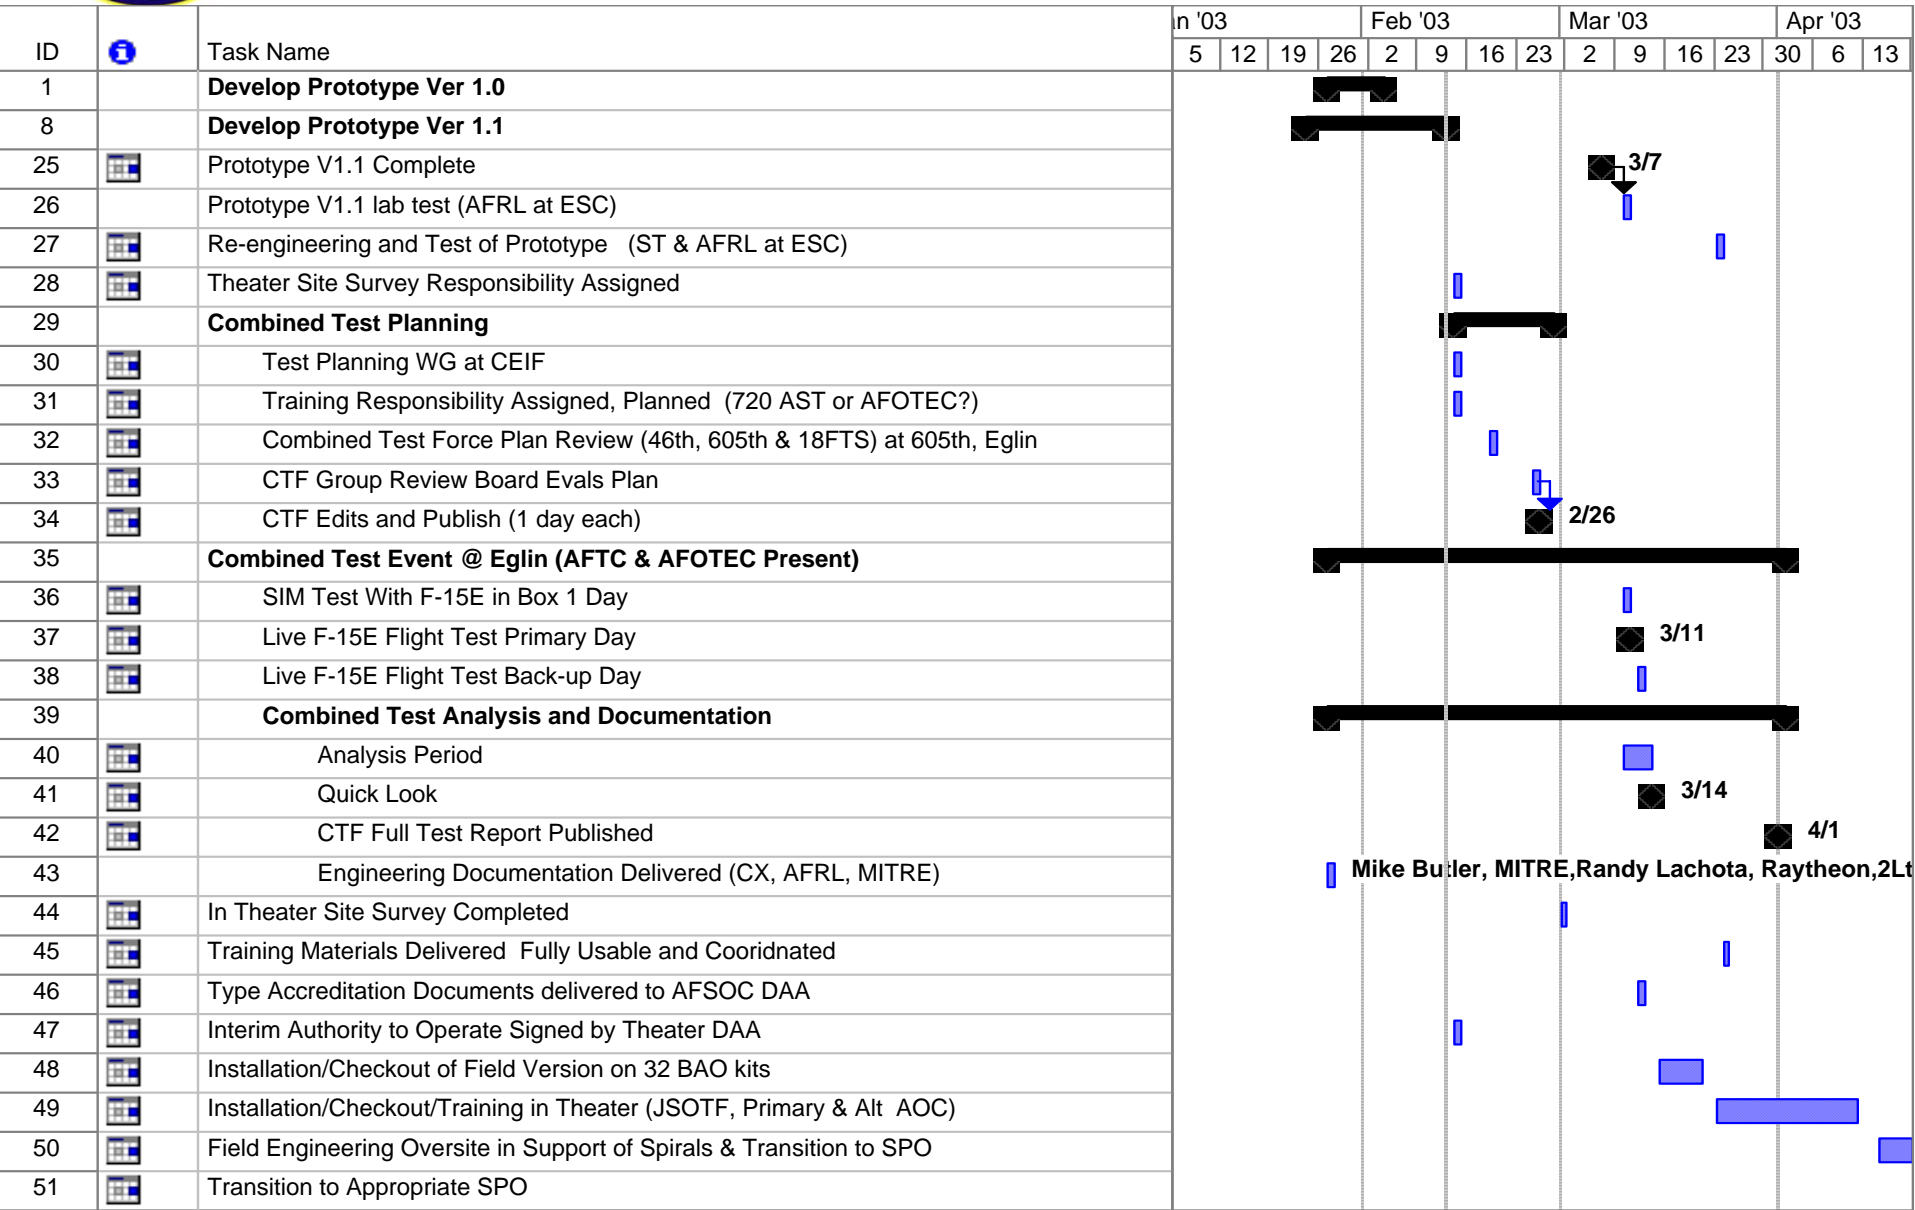 n '03 Feb '03 Mar '03 Apr '03
ID Task Name 5 12 19 26 2 9 16 23 2 9 16 23 30 6 13
1 Develop Prototype Ver 1.0
8 Develop Prototype Ver 1.1
25 Prototype V1.1 Complete 3/7
26 Prototype V1.1 lab test (AFRL at ESC)
27 Re-engineering and Test of Prototype (ST & AFRL at ESC)
28 Theater Site Survey Responsibility Assigned
29 Combined Test Planning
30 Test Planning WG at CEIF
31 Training Responsibility Assigned, Planned (720 AST or AFOTEC?)
32 Combined Test Force Plan Review (46th, 605th & 18FTS) at 605th, Eglin
33 CTF Group Review Board Evals Plan
34 CTF Edits and Publish (1 day each) 2/26
35 Combined Test Event @ Eglin (AFTC & AFOTEC Present)
36 SIM Test With F-15E in Box 1 Day
37 Live F-15E Flight Test Primary Day 3/11
38 Live F-15E Flight Test Back-up Day
39 Combined Test Analysis and Documentation
40 Analysis Period
41 Quick Look 3/14
42 CTF Full Test Report Published 4/1
43 Engineering Documentation Delivered (CX, AFRL, MITRE) Mike Butler, MITRE,Randy Lachota, Raytheon,2Lt
44 In Theater Site Survey Completed
45 Training Materials Delivered Fully Usable and Cooridnated
46 Type Accreditation Documents delivered to AFSOC DAA
47 Interim Authority to Operate Signed by Theater DAA
48 Installation/Checkout of Field Version on 32 BAO kits
49 Installation/Checkout/Training in Theater (JSOTF, Primary & Alt AOC)
50 Field Engineering Oversite in Support of Spirals & Transition to SPO
51 Transition to Appropriate SPO